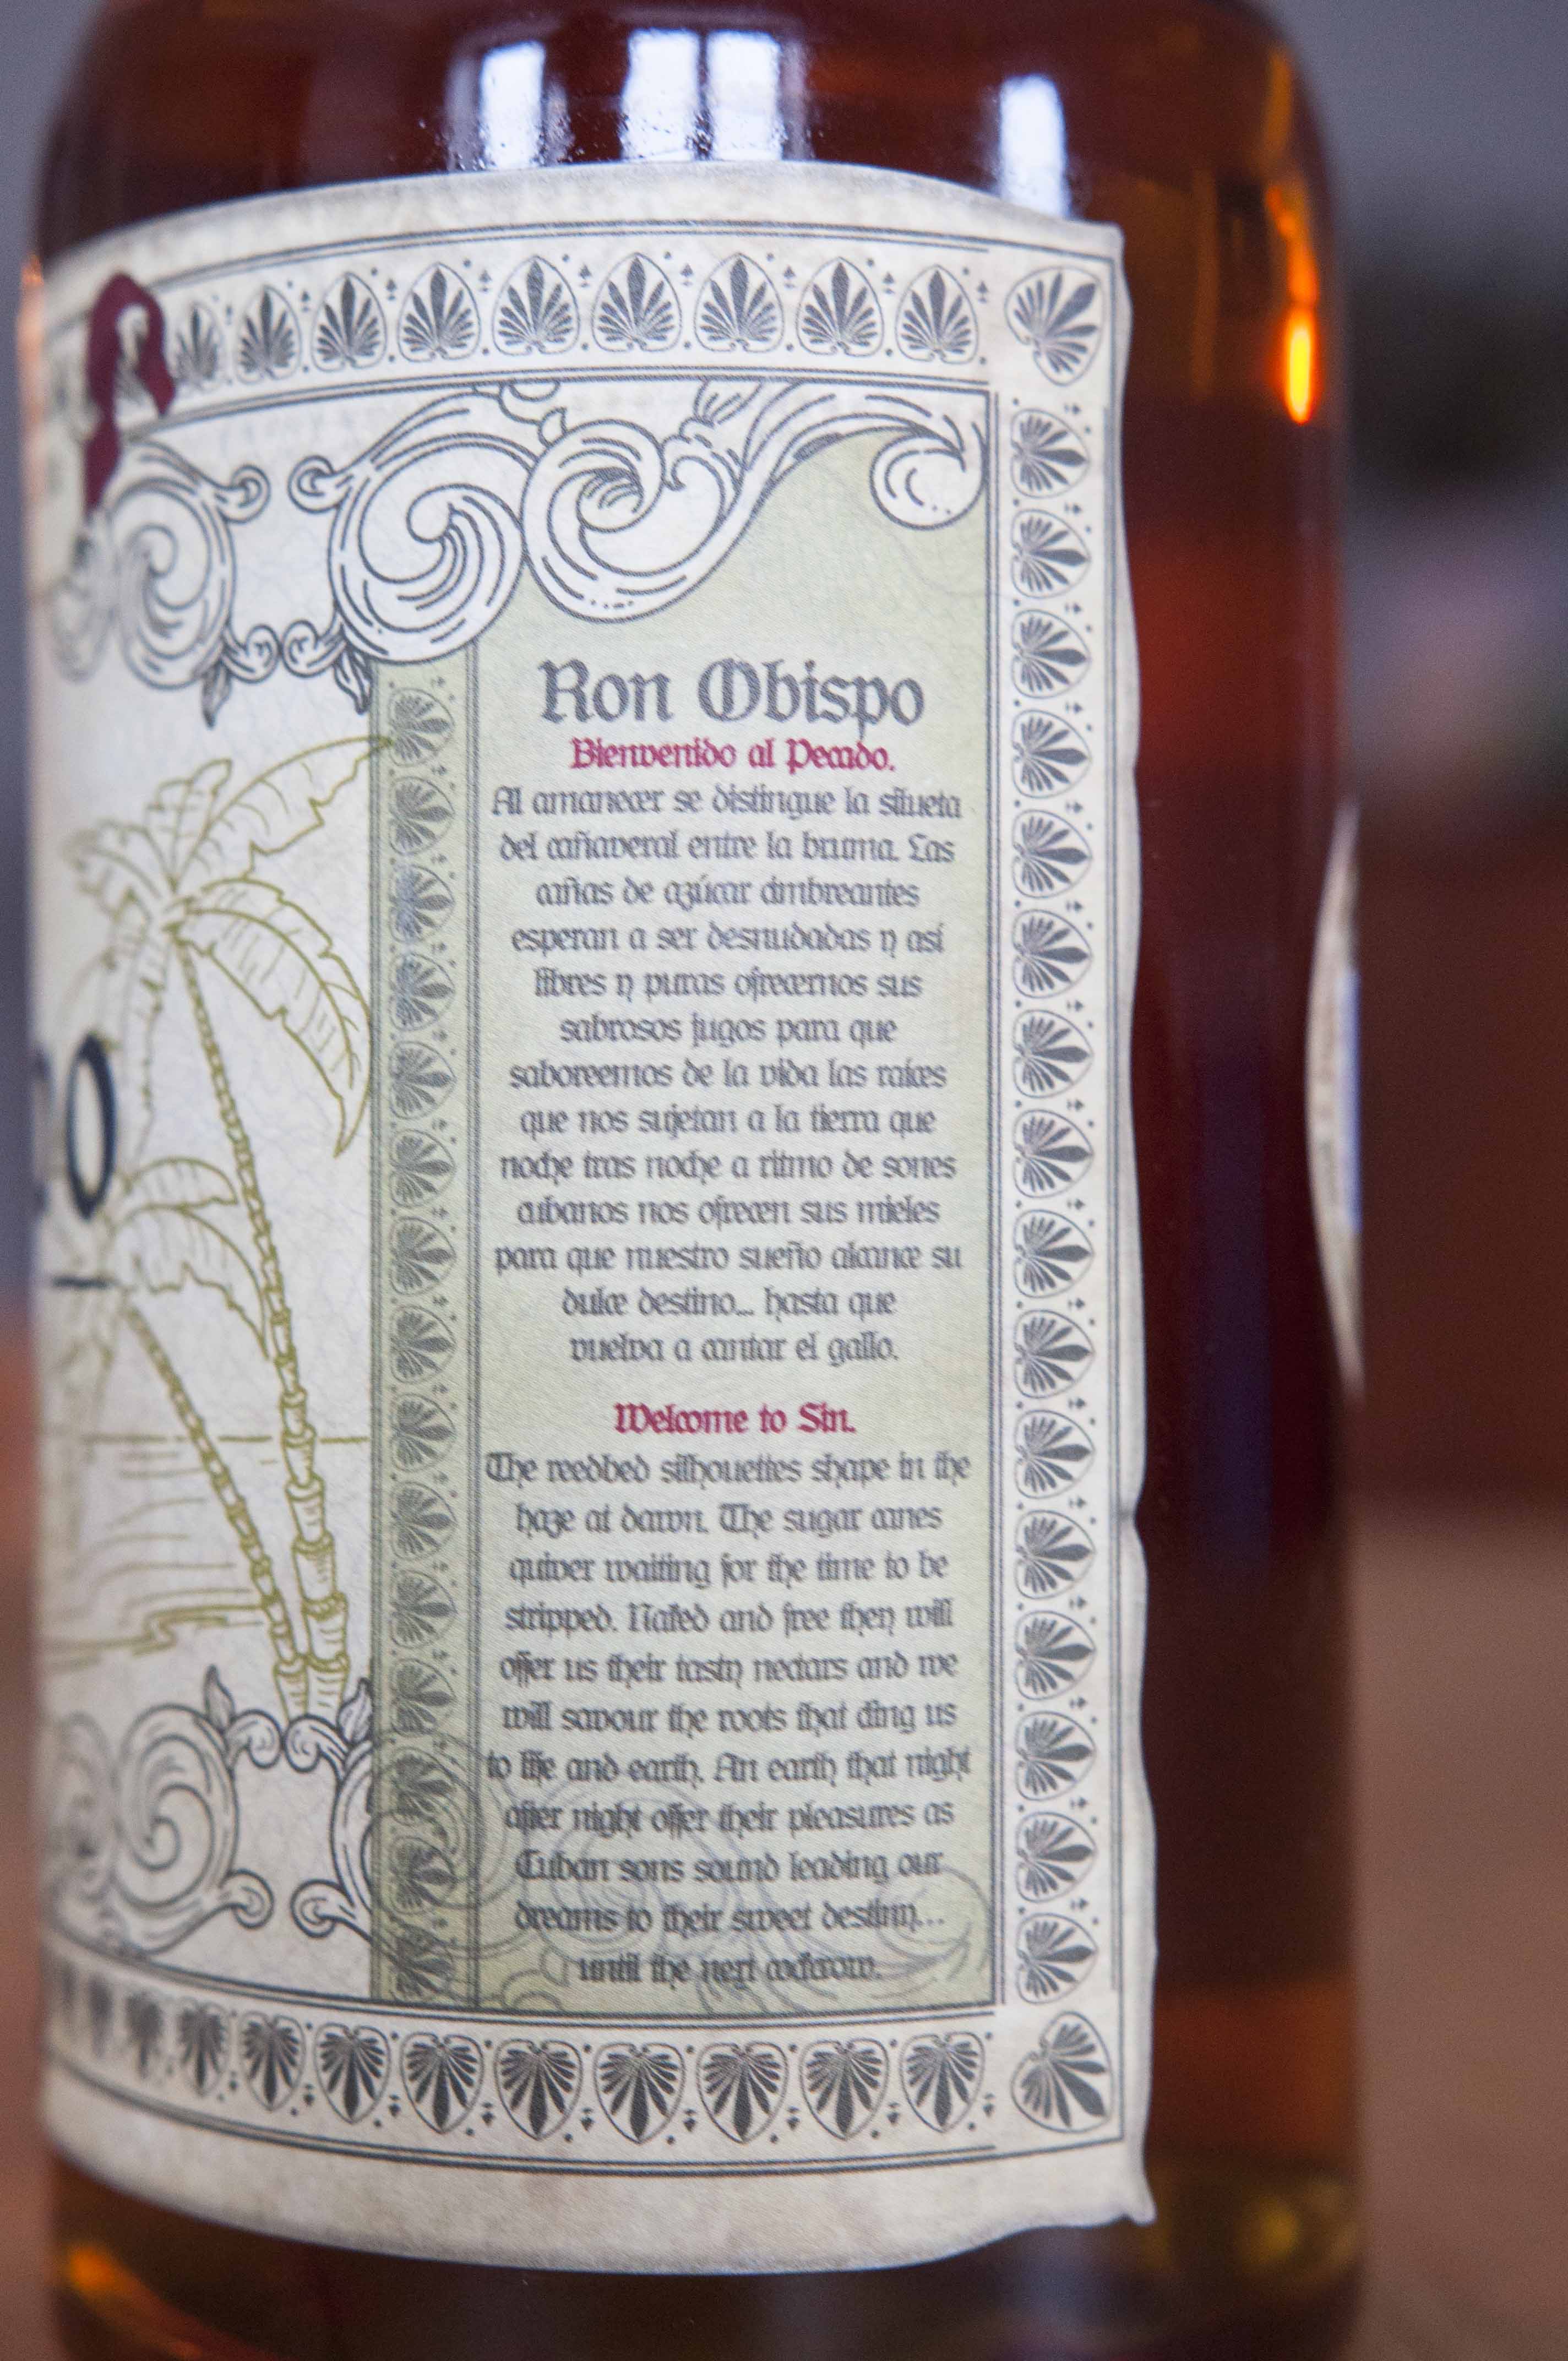 Ron Obispo
Bienvenido al Pecado.
Al amanecer se distingue la silueta
del cañaveral entre la bruma. Las
cañas de azúcar cimbreantes
esperan a ser desnudadas y así
libres y puras ofrecernos sus
sabrosos jugos para que
saboreemos de la vida las raíces
que nos sujetan a la tierra que
noche tras noche a ritmo de sones
cubanos nos ofrecen sus mieles
para que nuestro sueño alcance su
dulce destino... hasta que
vuelva a cantar el gallo.
Welcome to Sin.
The reedbed silhouettes shape in the
haze at dawn. The sugar canes
quiver waiting for the time to be
stripped. Naked and free they will
offer us their tasty nectars and we
will savour the roots that cling us
to life and earth. An earth that night
after night offer their pleasures as
Cuban sons sound leading our
dreams to their sweet destiny...
until the next cockcrow.